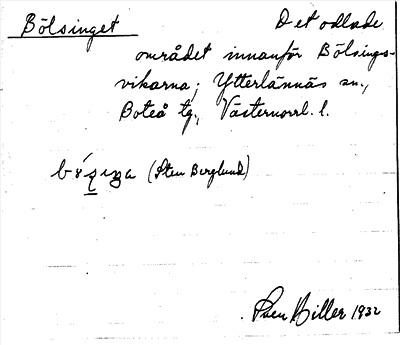 Bölsinget
Det odlade
området innanför Bölsings-
vikarna; Ytterlännäs sn.,
Boteå tg., Västernorrl. l.
(Sten Berglund)
Sten Hiller 1932